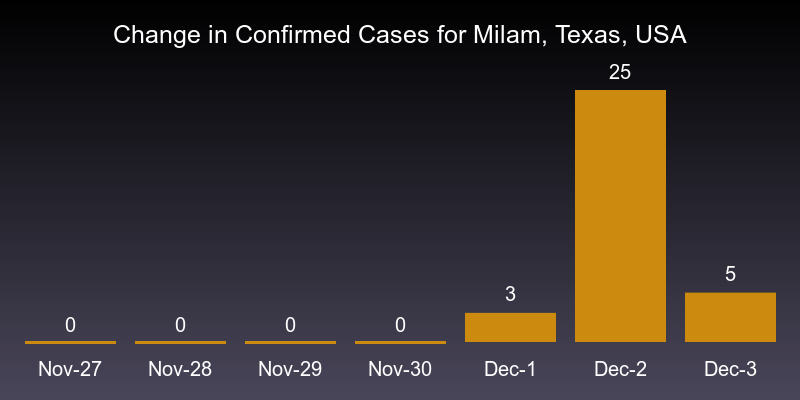 Change in Confirmed Cases for Milam, Texas, USA
25
5
3
0 0 0 0
Nov-27 Nov-28 Nov-29 Nov-30 Dec-1 Dec-2 Dec-3